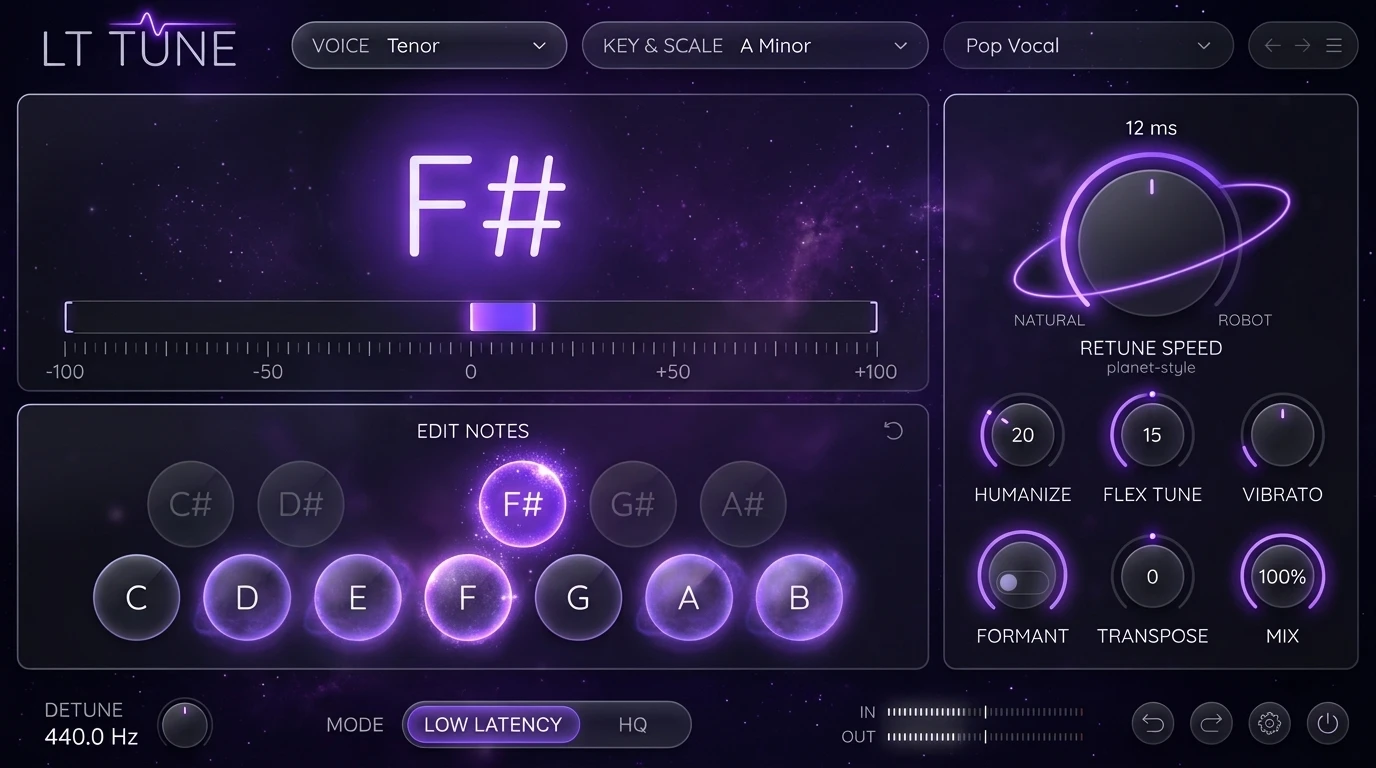 LT TUNE
VOICE Tenor
KEY & SCALE A Minor
Pop Vocal
F#
-100 -50 0 +50 +100
12 ms
NATURAL ROBOT
RETUNE SPEED
planet-style
20 15
HUMANIZE FLEX TUNE VIBRATO
0 100%
FORMANT TRANSPOSE MIX
EDIT NOTES
C# D# F# G# A#
C D E F G A B
DETUNE
440.0 Hz
MODE LOW LATENCY HQ
IN
OUT